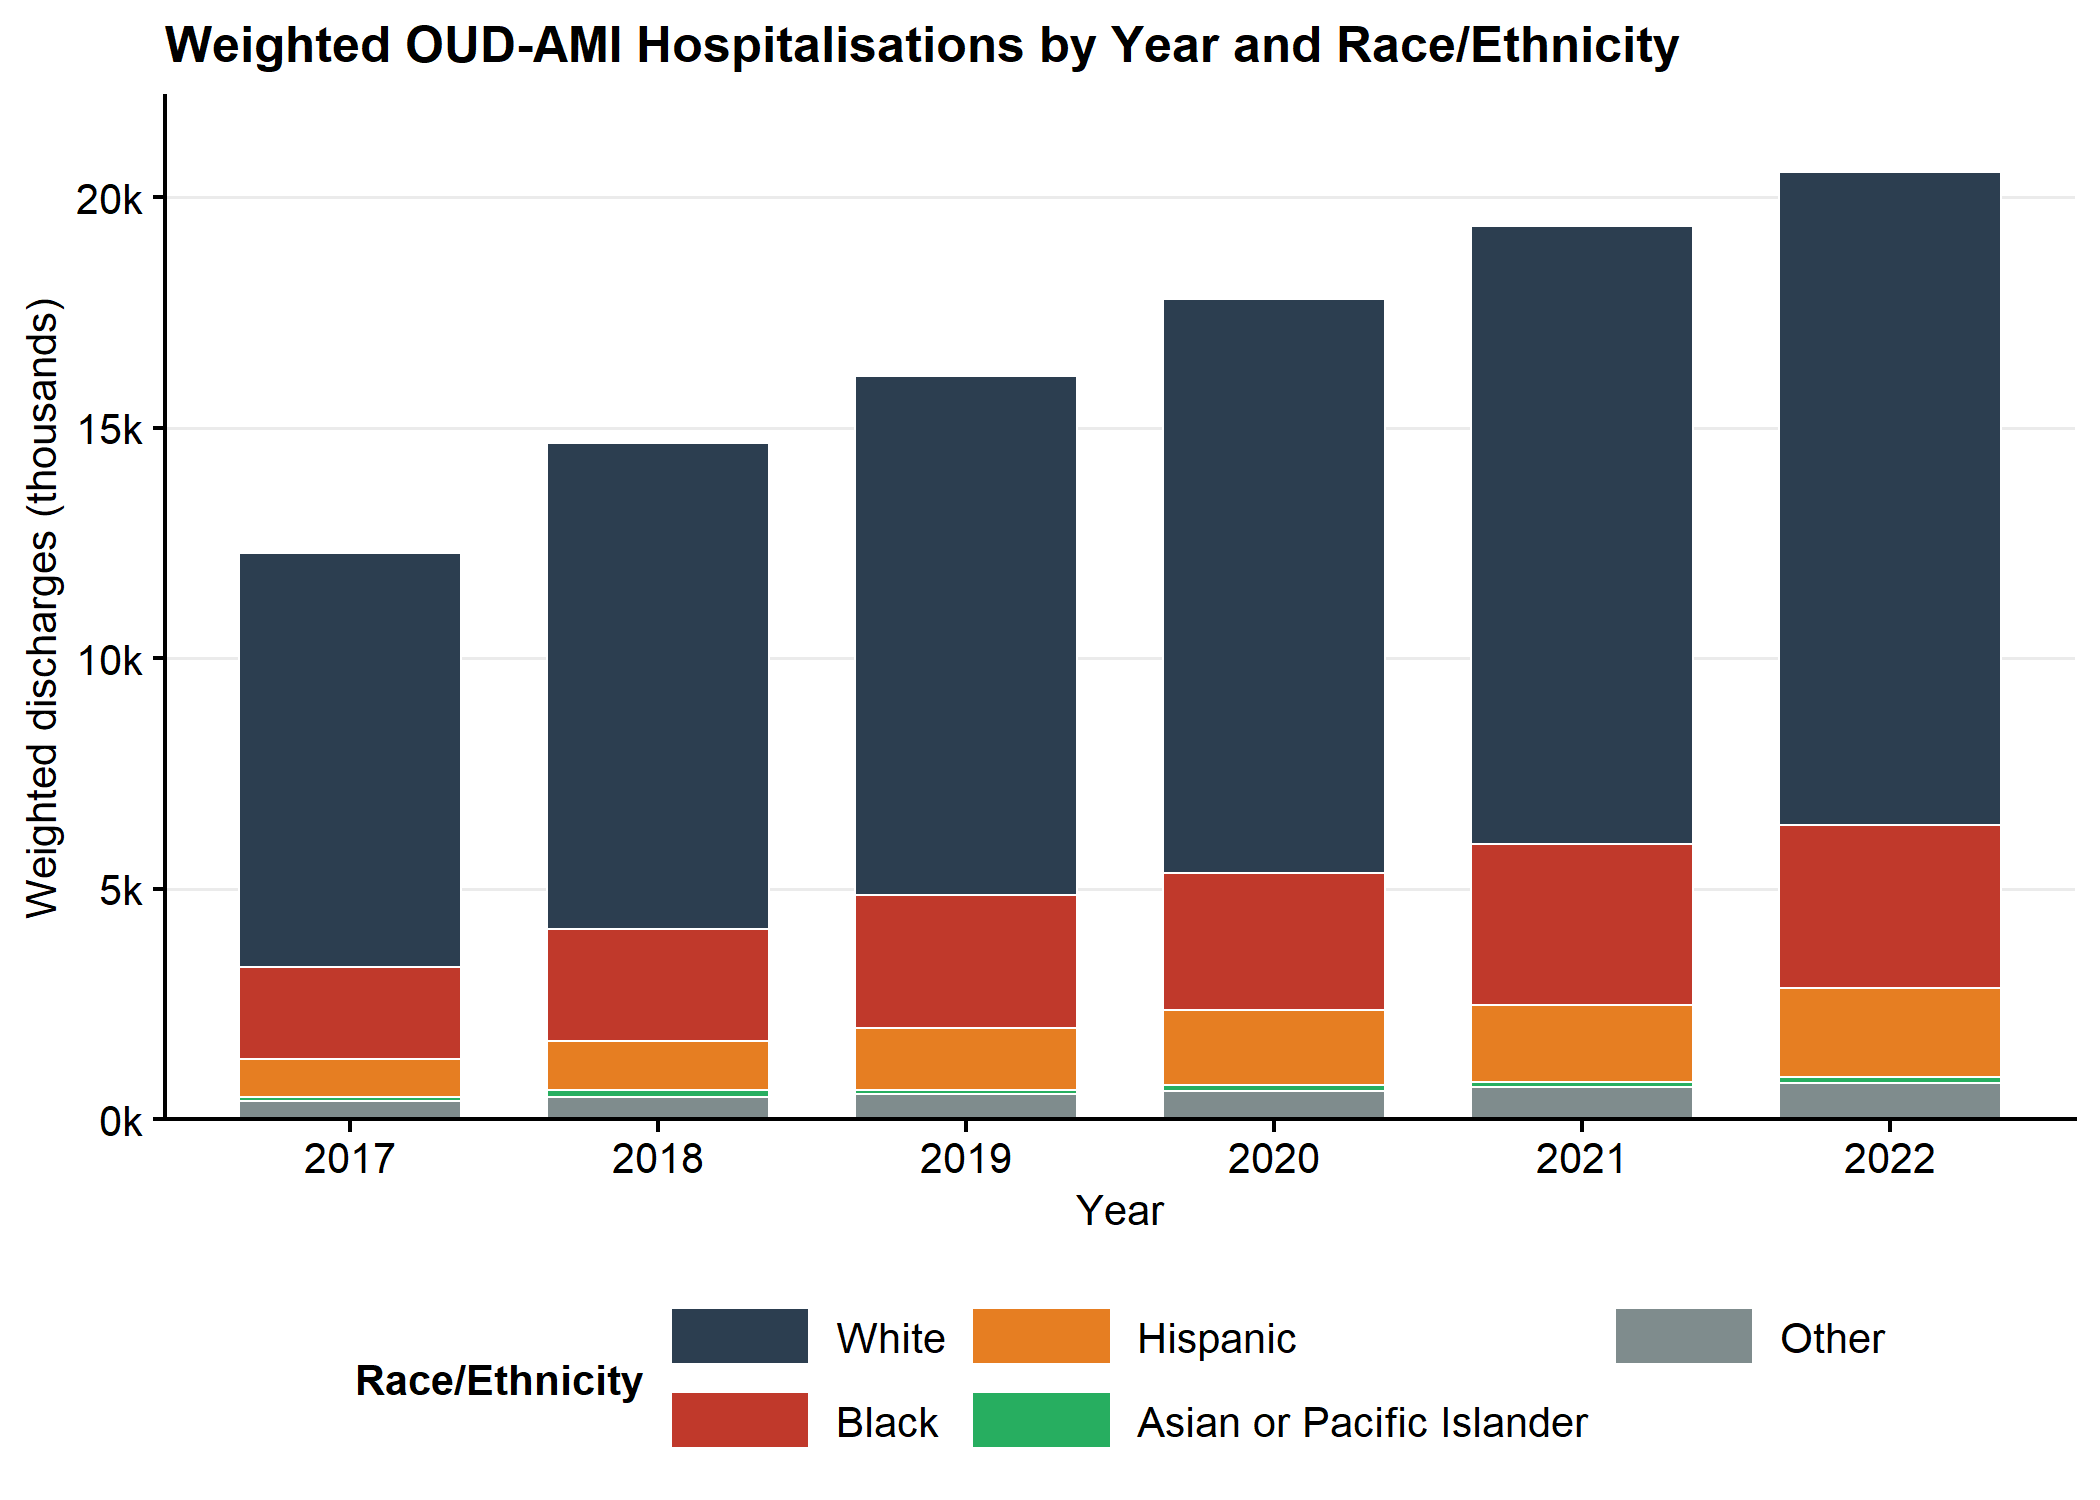 Weighted OUD-AMI Hospitalisations by Year and Race/Ethnicity
Weighted discharges (thousands)
20k
15k
10k
5k
0k
2017 2018 2019 2020 2021 2022
Year
Race/Ethnicity
White Hispanic Other
Black Asian or Pacific Islander